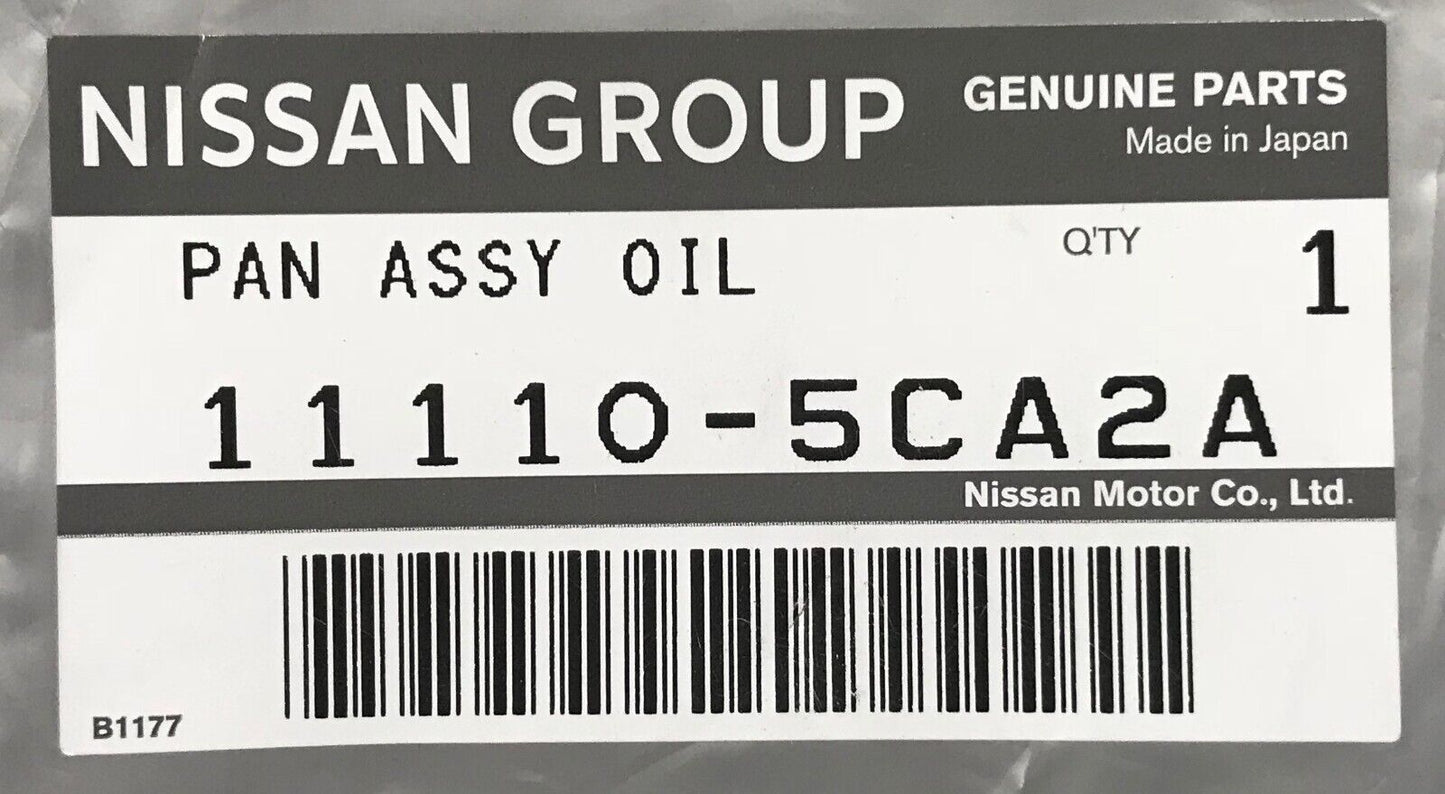 NISSAN GROUP
GENUINE PARTS
Made in Japan
PAN ASSY OIL
Q'TY 1
11110-5CA2A
Nissan Motor Co., Ltd.
B1177